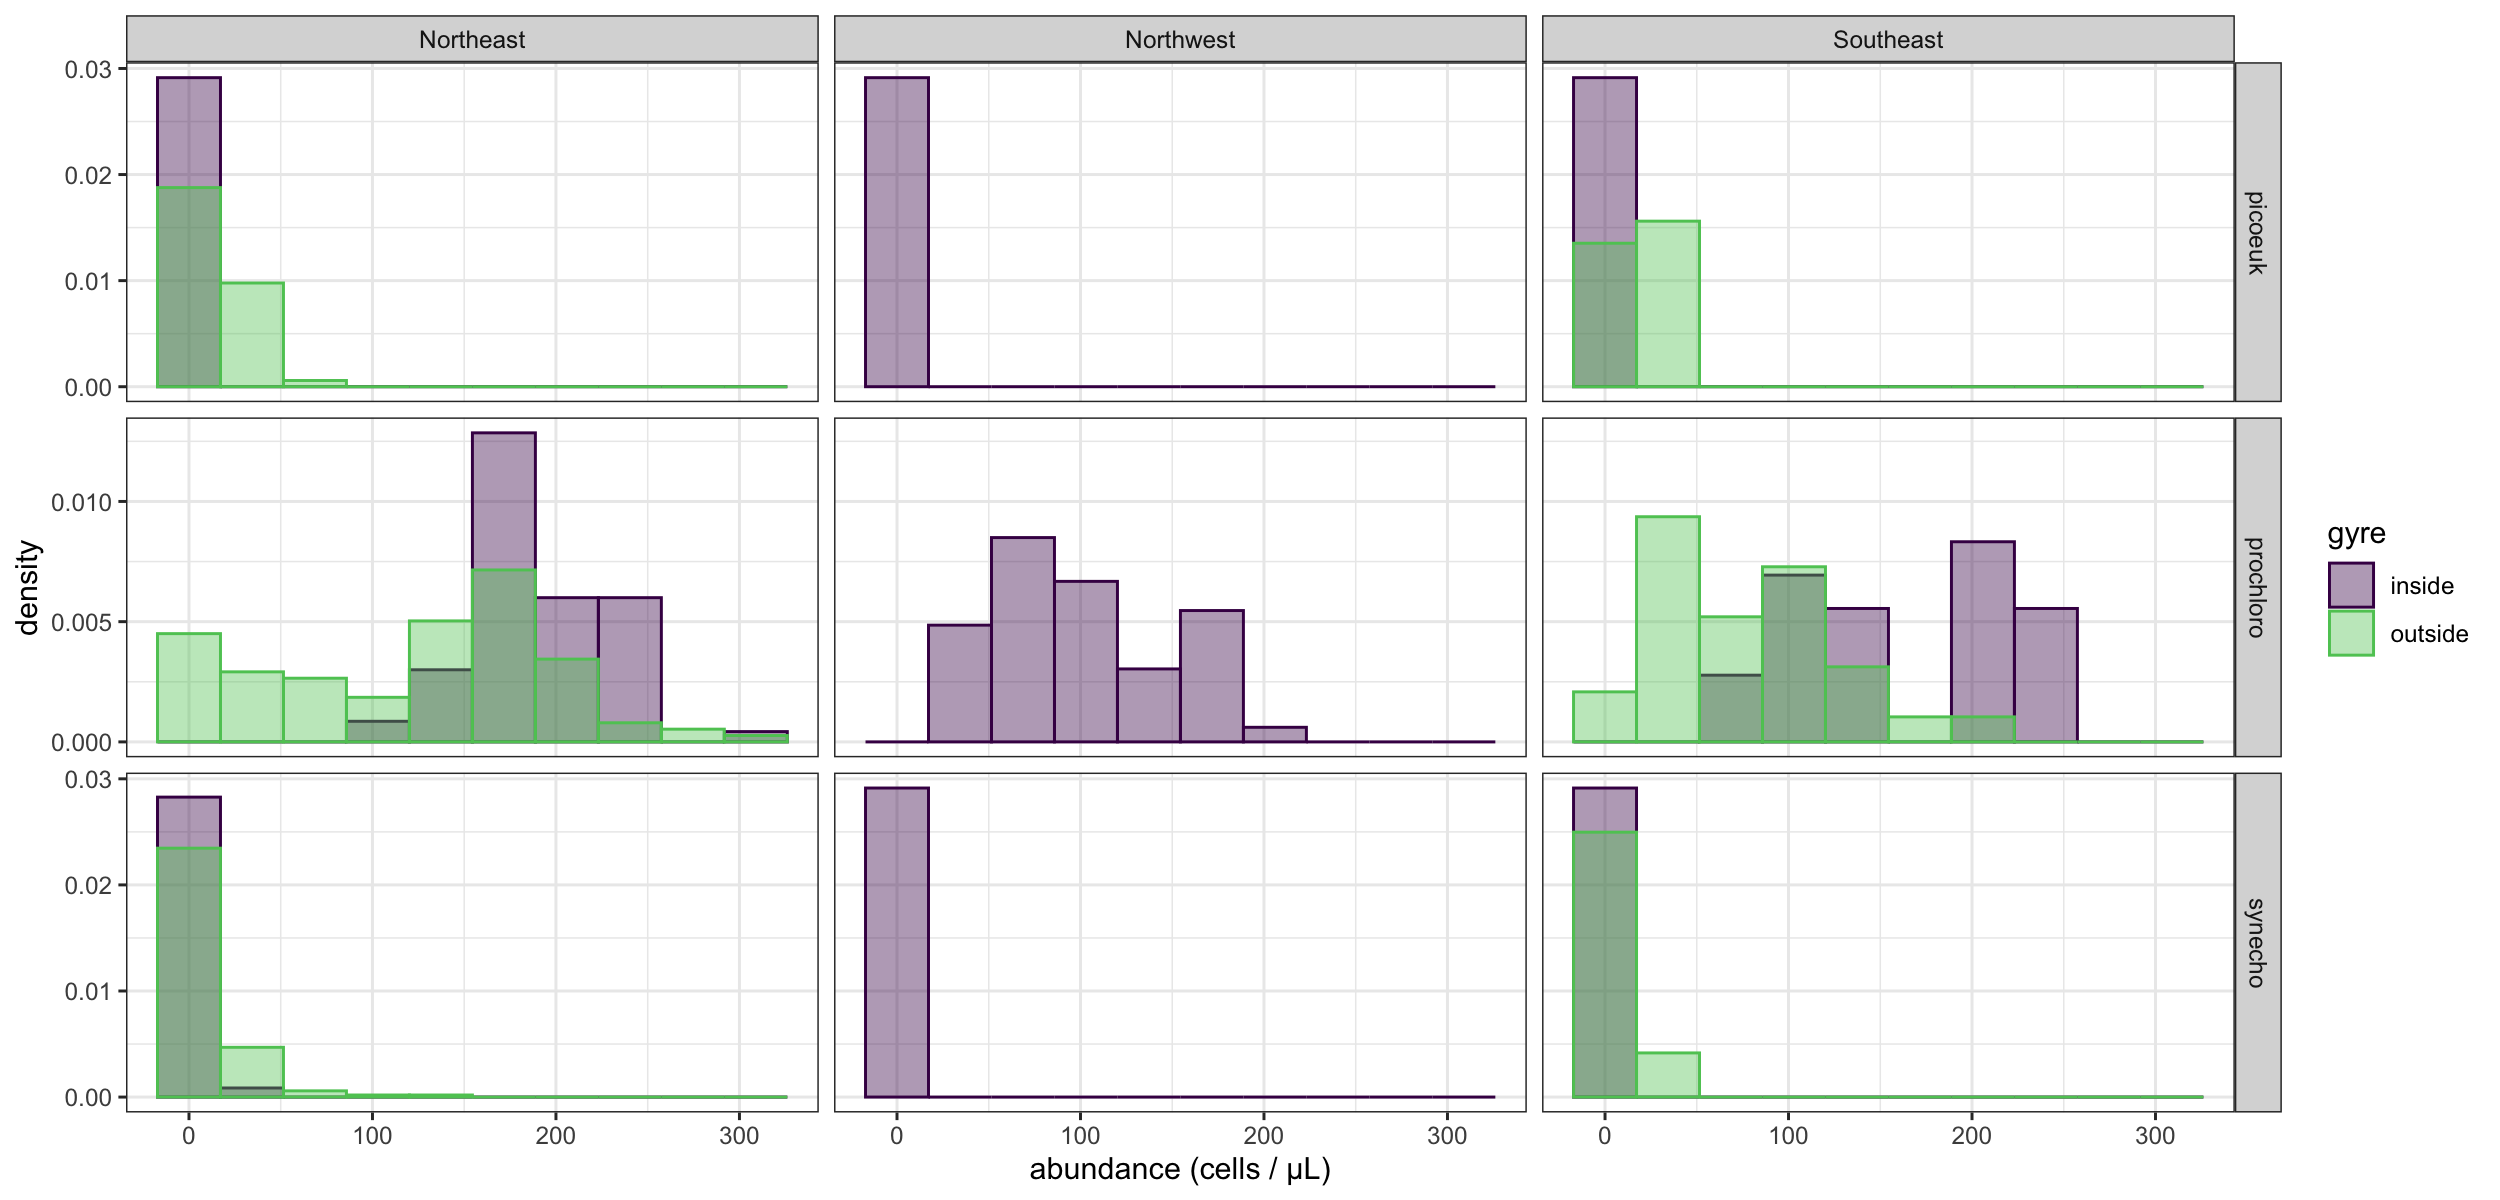 Northeast
Northwest
Southeast
0.03
0.02
0.01
0.00
picoeuk
0.010
0.005
0.000
prochloro
0.03
0.02
0.01
0.00
synecho
0 100 200 300
0 100 200 300
0 100 200 300
abundance (cells / μL)
density
gyre
inside
outside